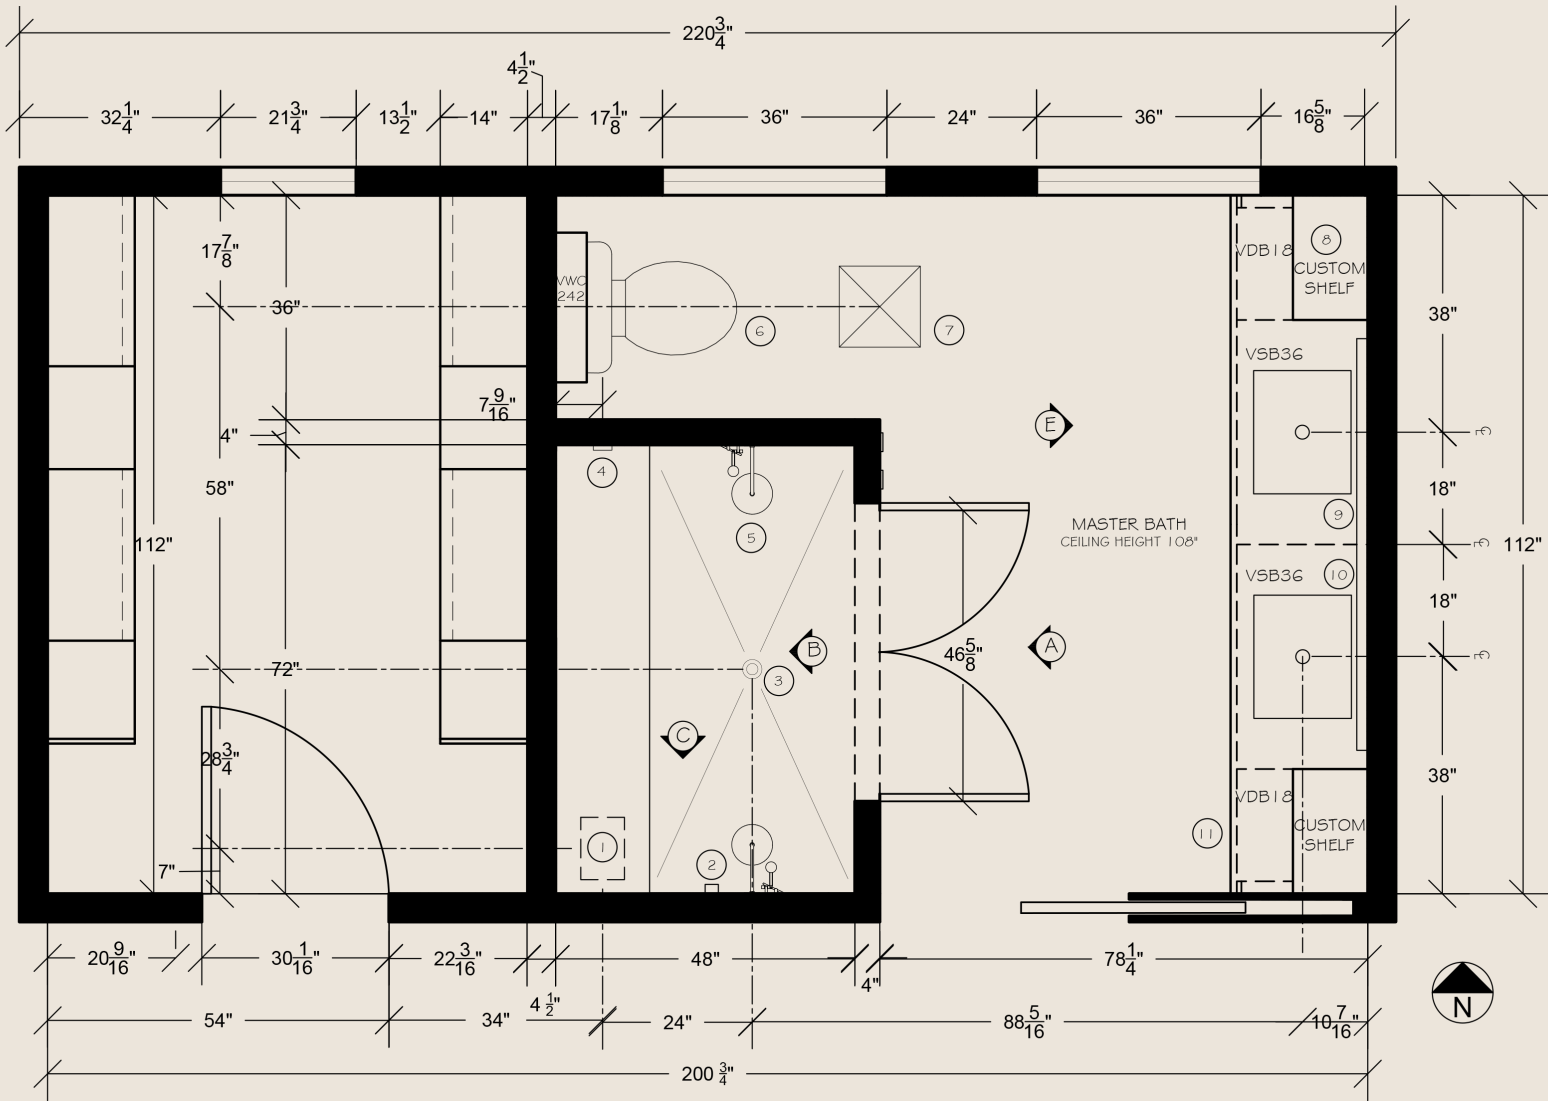 220 3/4"
4 1/2"
32 1/4" 21 3/4" 13 1/2" 14" 17 1/8" 36" 24" 36" 16 5/8"
17 7/8"
VDB18
8
CUSTOM
SHELF
VWC
242
36"
38"
6
7
VSB36
7 9/16"
E
4"
4
58"
9
18"
5
MASTER BATH
CEILING HEIGHT 108"
112"
112"
VSB36
10
18"
B
A
46 5/8"
72"
3
C
28 3/4"
38"
VDB18
CUSTOM
SHELF
11
1
2
7"
20 9/16" 30 1/16" 22 3/16" 48" 78 1/4"
4"
4 1/2"
54" 34" 24" 88 5/16" 10 7/16"
N
200 3/4"